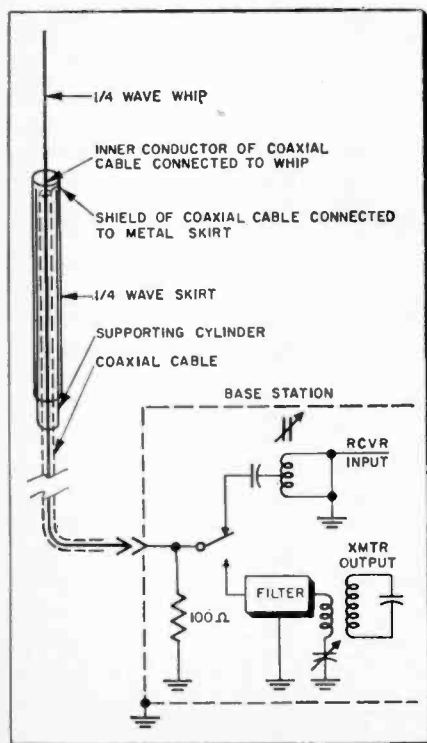 1/4 WAVE WHIP
INNER CONDUCTOR OF COAXIAL
CABLE CONNECTED TO WHIP
SHIELD OF COAXIAL CABLE CONNECTED
TO METAL SKIRT
1/4 WAVE SKIRT
SUPPORTING CYLINDER
COAXIAL CABLE
BASE STATION
RCVR
INPUT
XMTR
OUTPUT
FILTER
100Ω